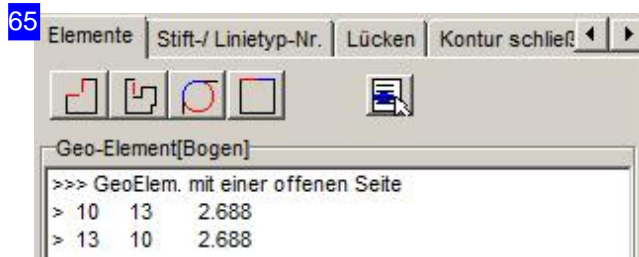 65
Elemente Stift-/ Linietyp-Nr. Lücken Kontur schließ
Geo-Element[Bogen]
>>> GeoElem. mit einer offenen Seite
> 10 13 2.688
> 13 10 2.688